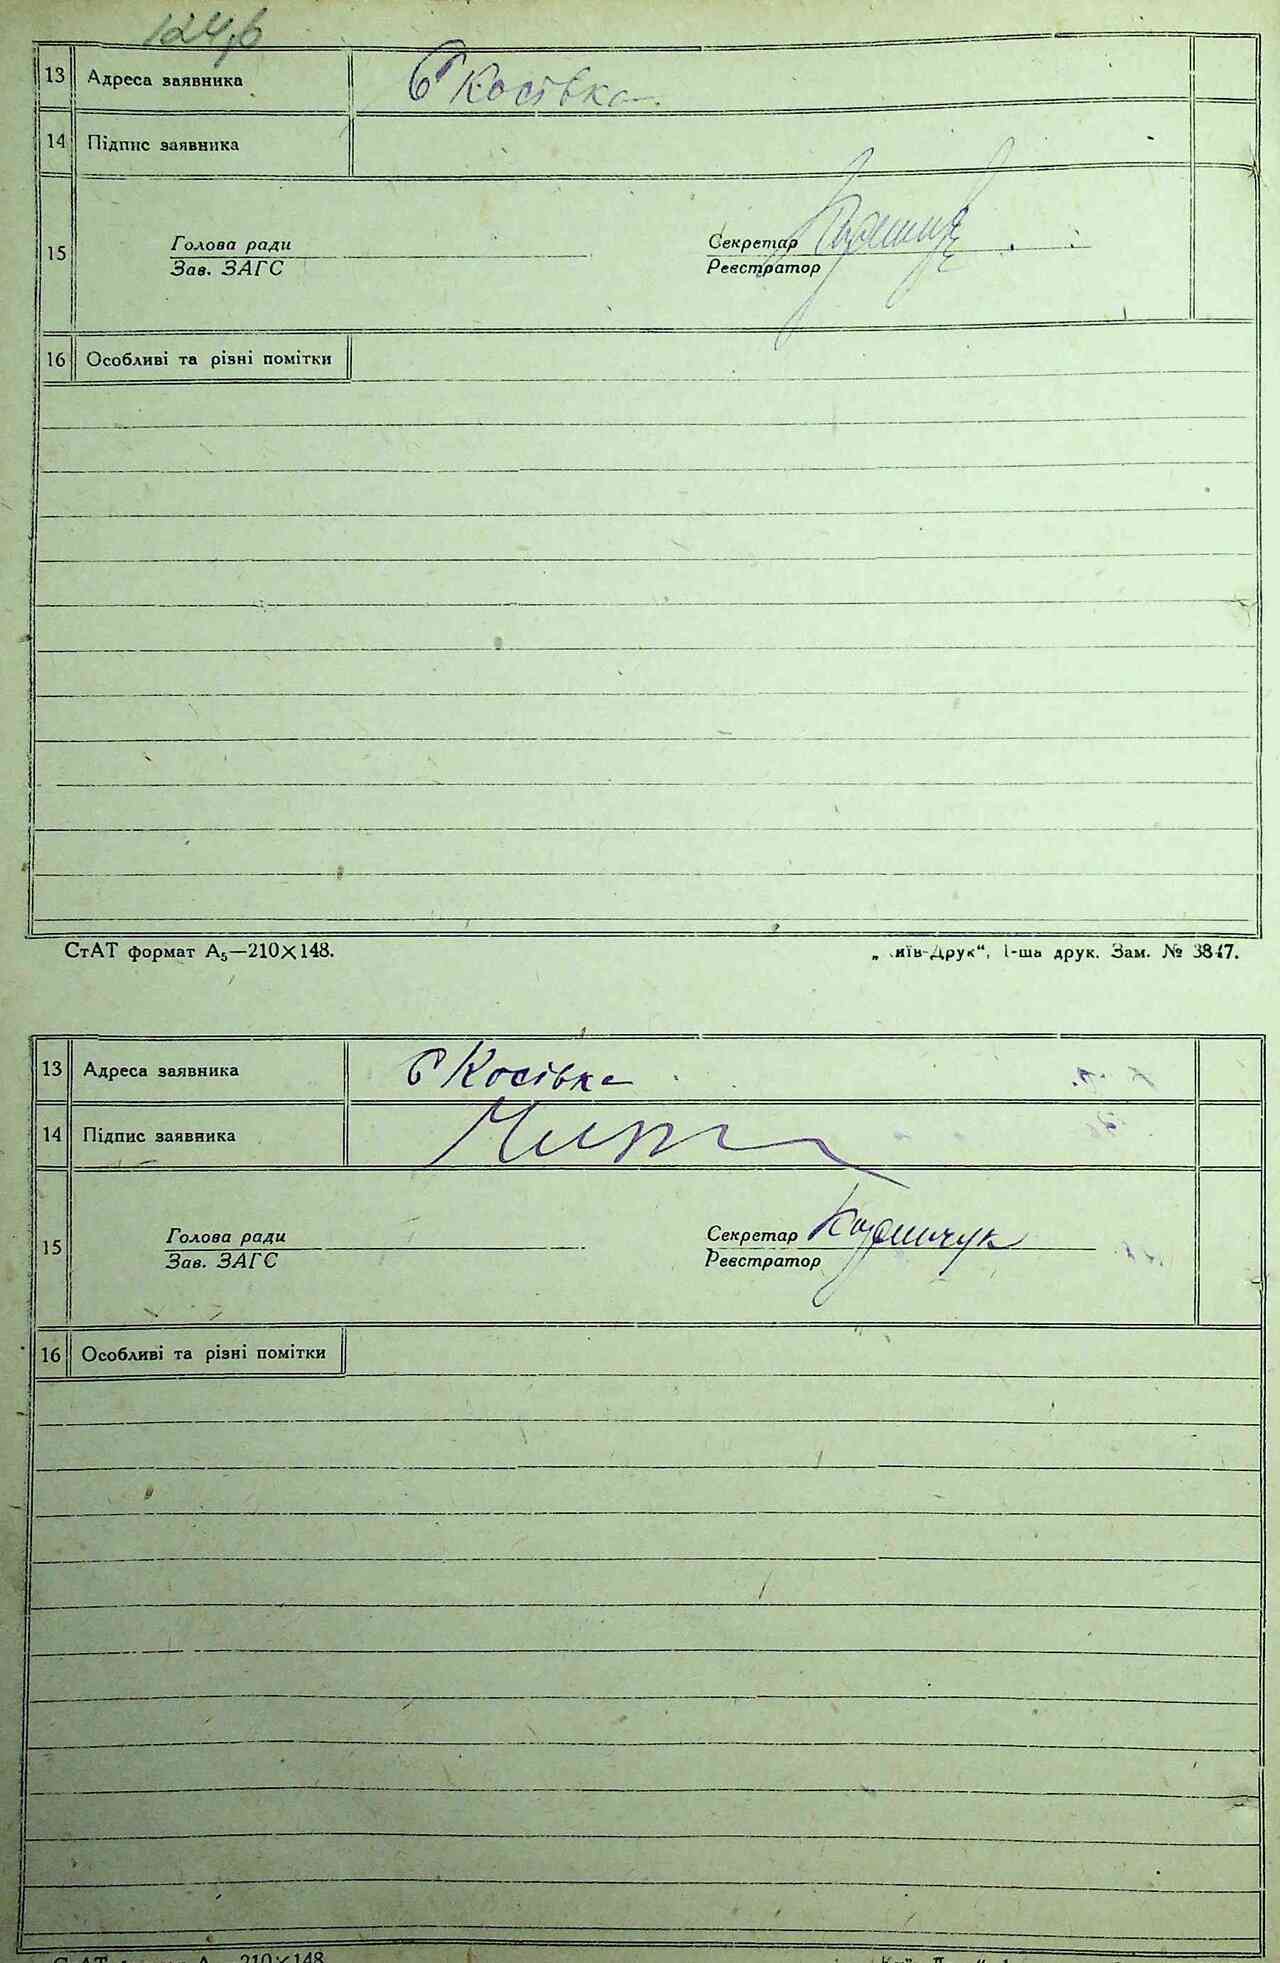 124б
13 Адреса заявника с Косівка
14 Підпис заявника
15 Голова ради Секретар
Зав. ЗАГС Реєстратор
16 Особливі та різні помітки
СтАТ формат А5—210×148. „ иїв-Друк“, 1-ша друк. Зам. № 3847.
13 Адреса заявника с Косівка
14 Підпис заявника
15 Голова ради Секретар
Зав. ЗАГС Реєстратор
16 Особливі та різні помітки
210×148